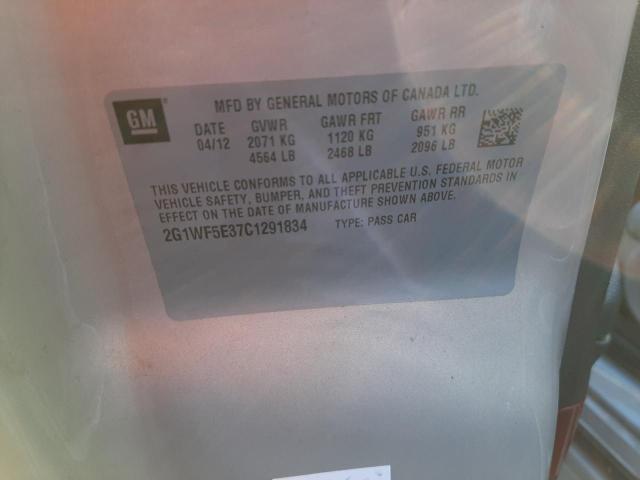 GM
MFD BY GENERAL MOTORS OF CANADA LTD.
DATE GVWR GAWR FRT GAWR RR
04/12 2071 KG 1120 KG 951 KG
4564 LB 2468 LB 2096 LB
THIS VEHICLE CONFORMS TO ALL APPLICABLE U.S. FEDERAL MOTOR
VEHICLE SAFETY, BUMPER, AND THEFT PREVENTION STANDARDS IN
EFFECT ON THE DATE OF MANUFACTURE SHOWN ABOVE.
2G1WF5E37C1291834 TYPE: PASS CAR